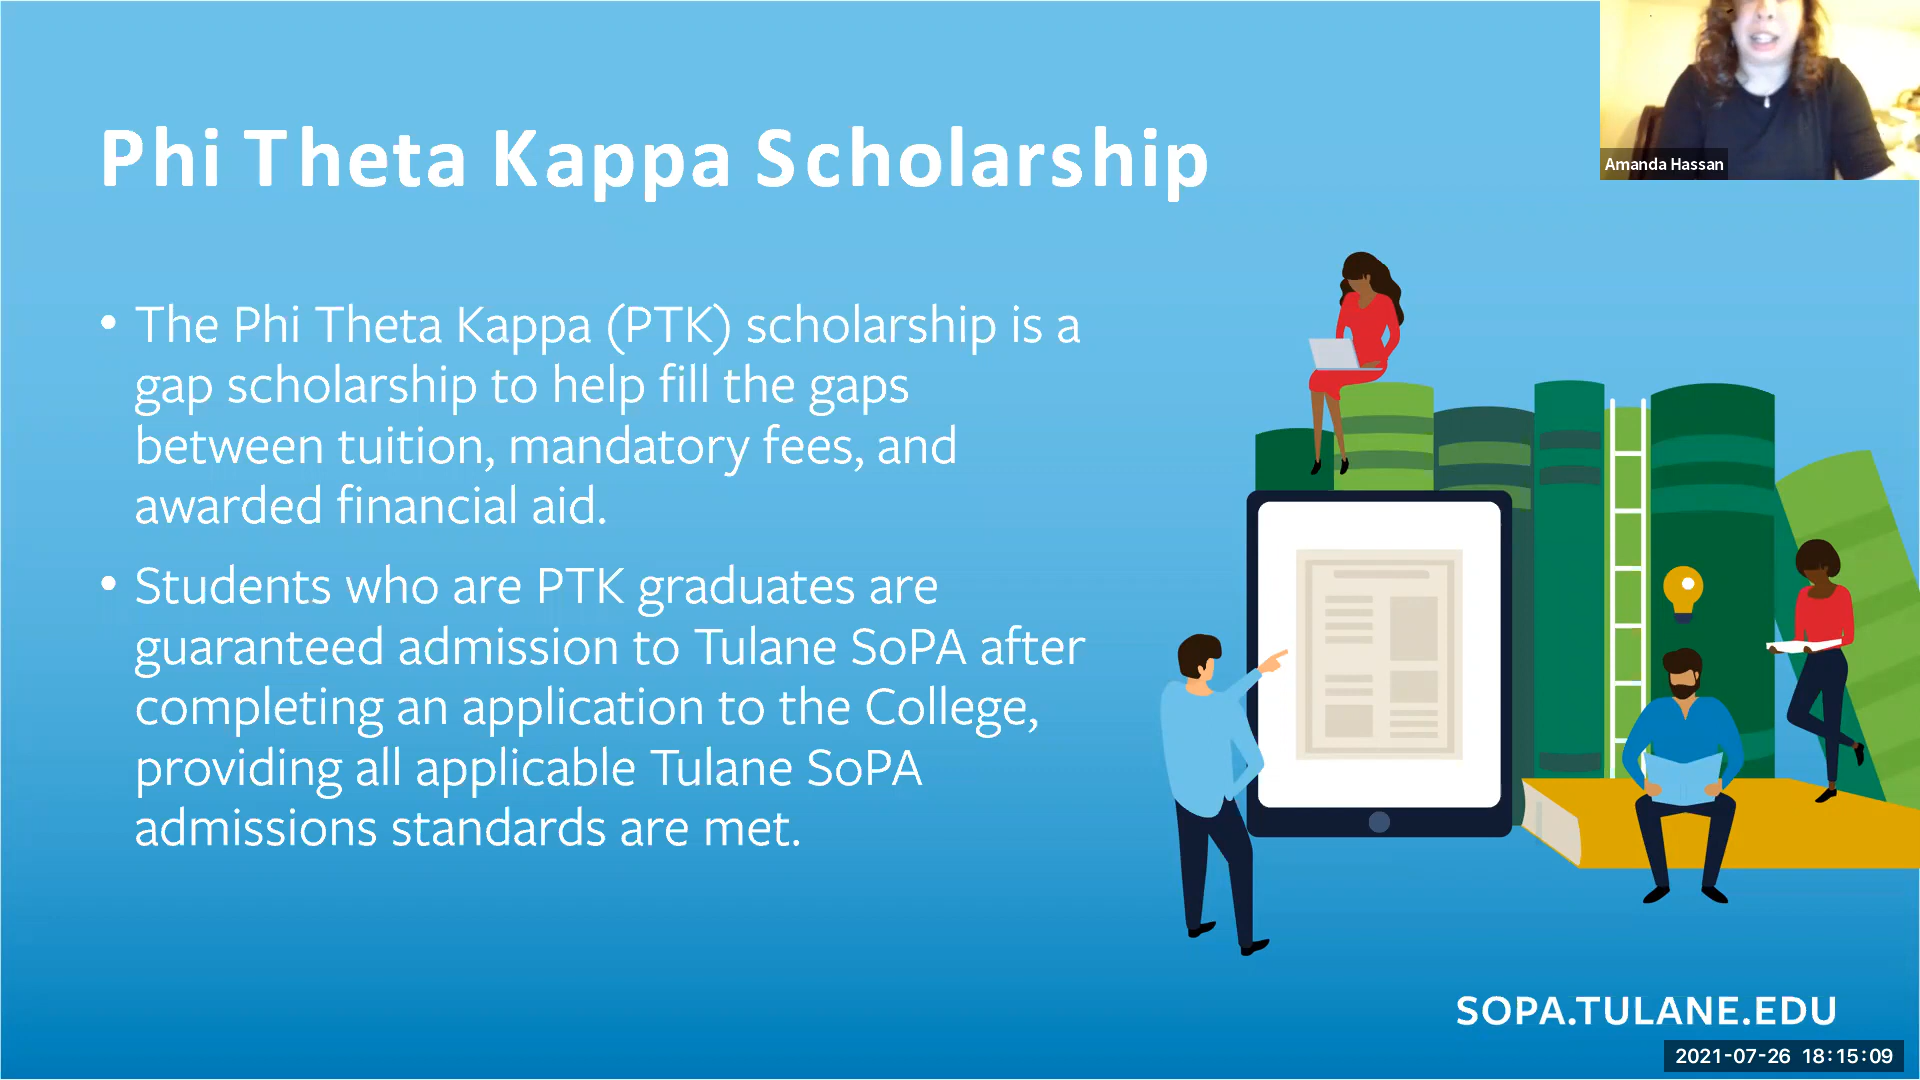 Phi Theta Kappa Scholarship
Amanda Hassan
• The Phi Theta Kappa (PTK) scholarship is a
gap scholarship to help fill the gaps
between tuition, mandatory fees, and
awarded financial aid.
• Students who are PTK graduates are
guaranteed admission to Tulane SoPA after
completing an application to the College,
providing all applicable Tulane SoPA
admissions standards are met.
SOPA.TULANE.EDU
2021-07-26 18:15:09